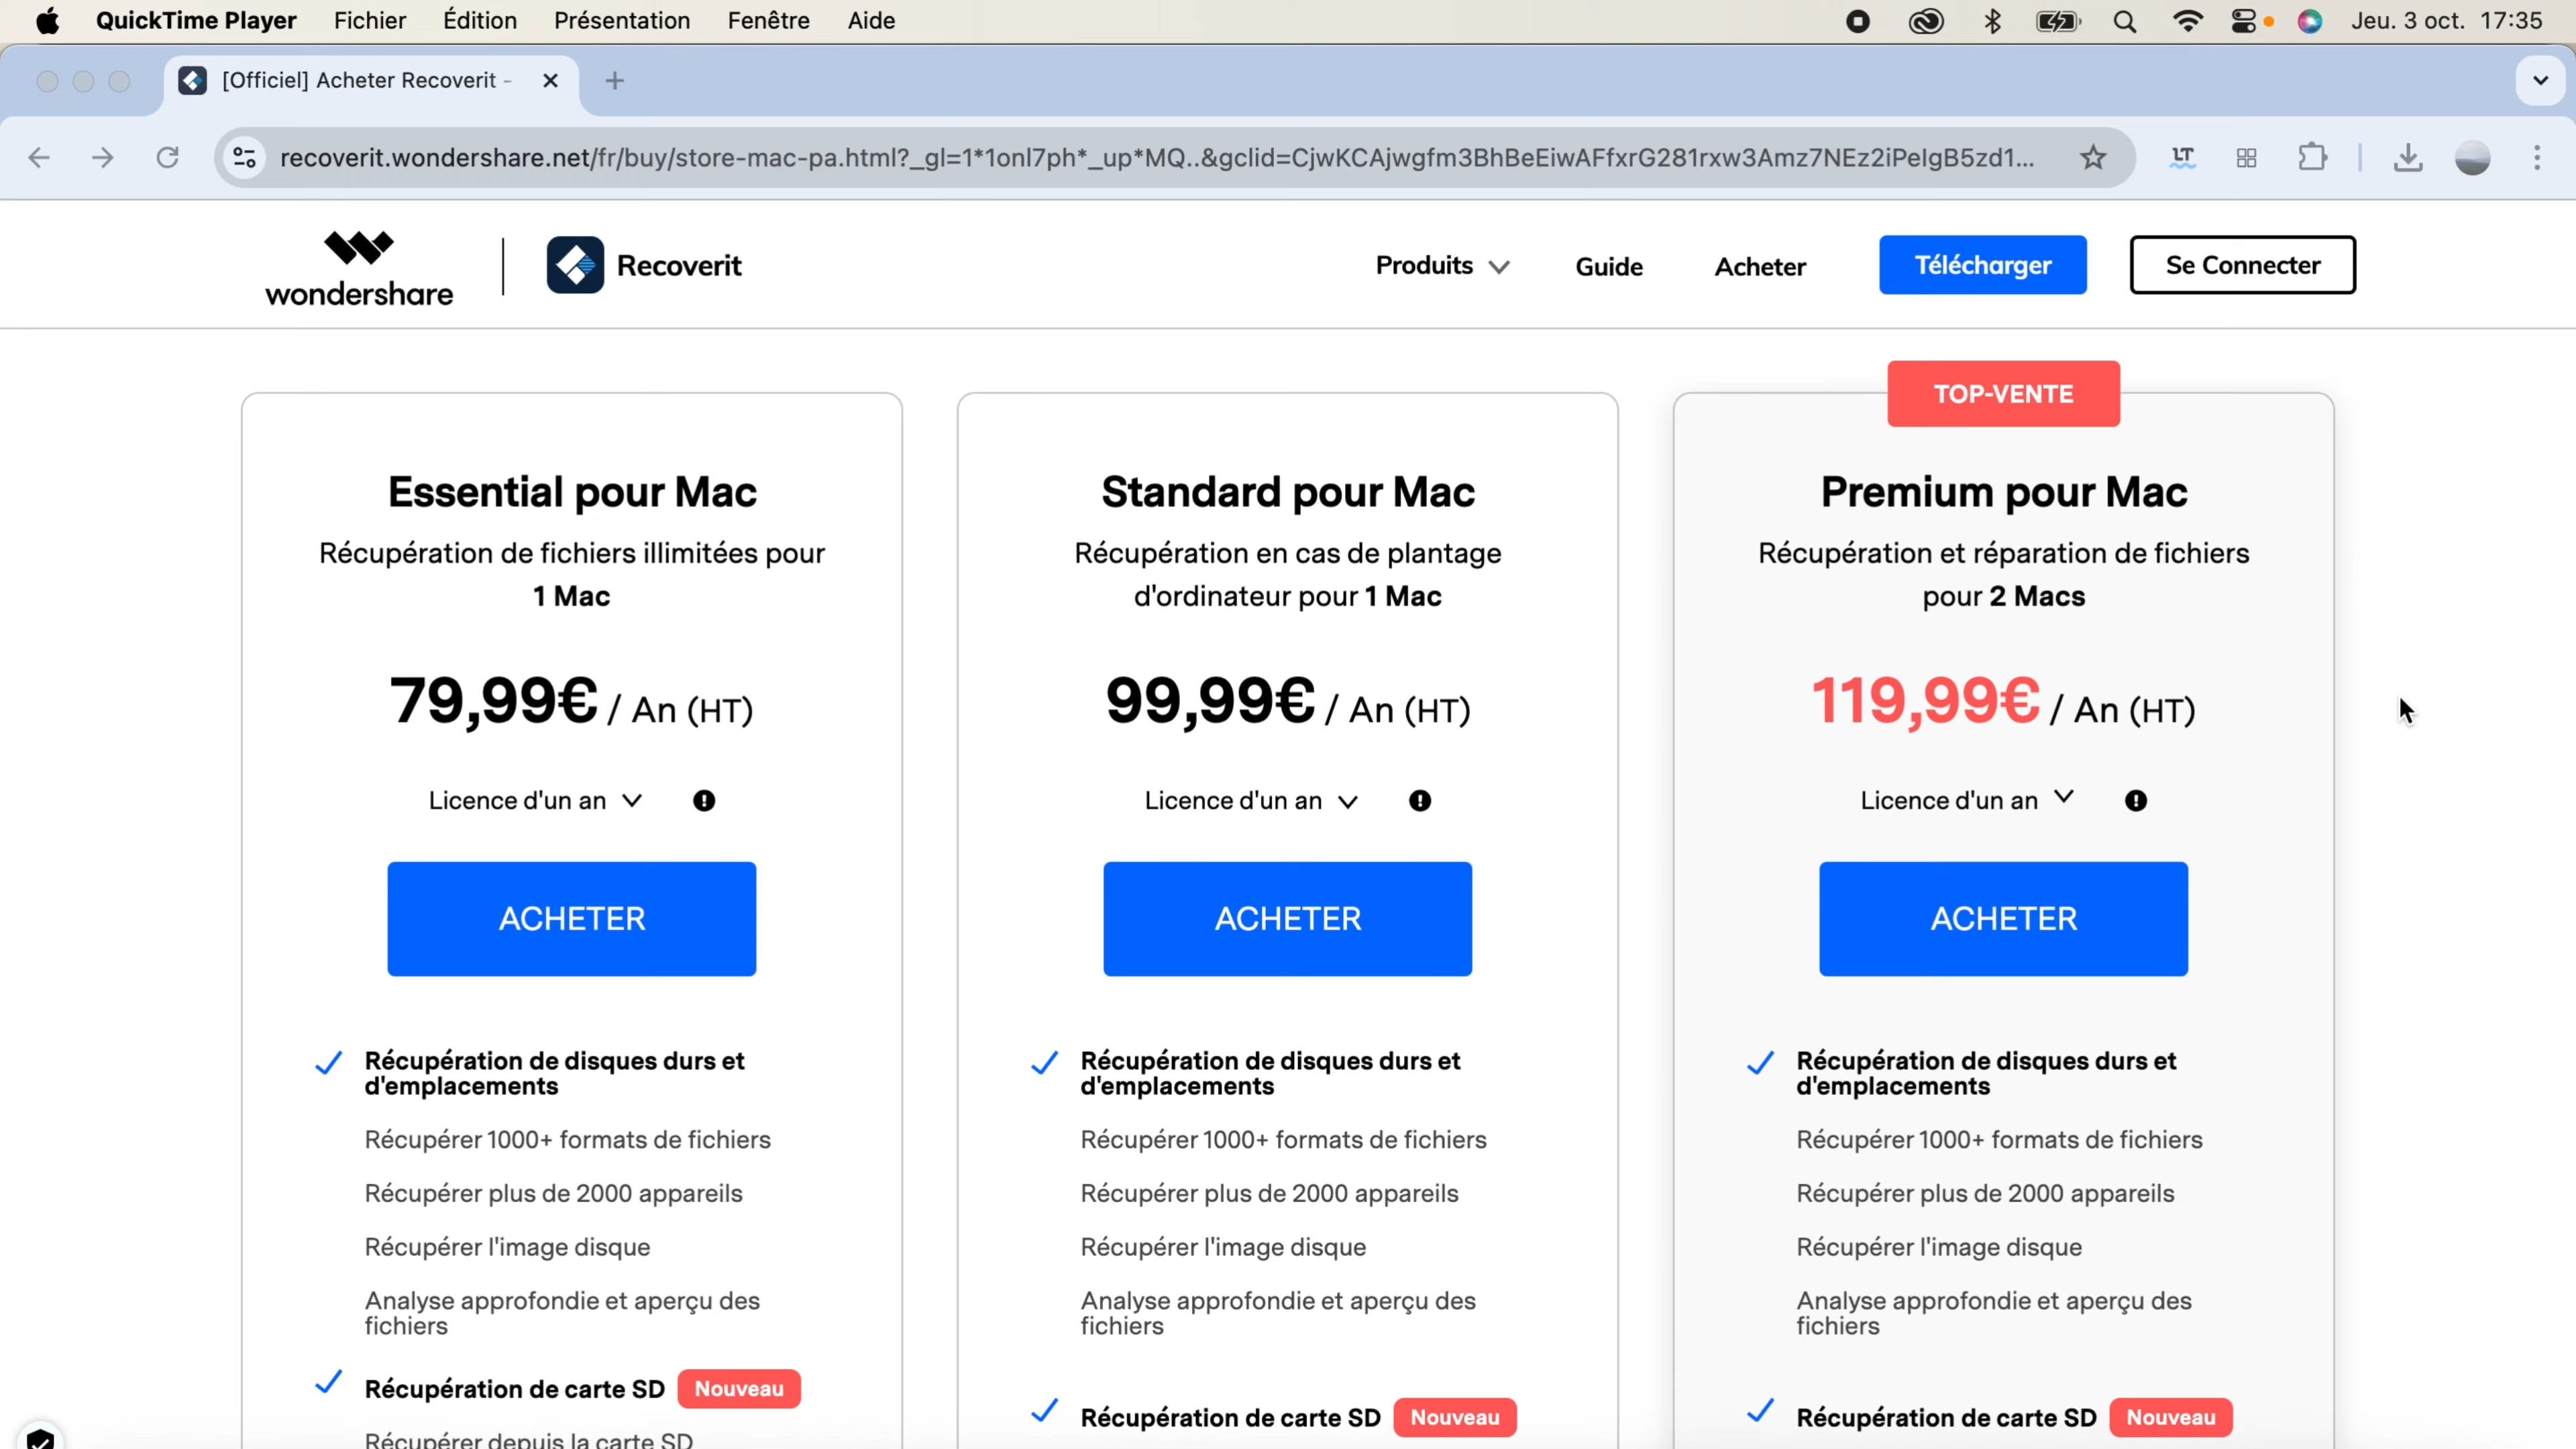 QuickTime Player Fichier Édition Présentation Fenêtre Aide Jeu. 3 oct. 17:35
[Officiel] Acheter Recoverit -
recoverit.wondershare.net/fr/buy/store-mac-pa.html?_gl=1*1onl7ph*_up*MQ..&gclid=CjwKCAjwgfm3BhBeEiwAFfxrG281rxw3Amz7NEz2iPelgB5zd1...
LT
wondershare
Recoverit
Produits
Guide
Acheter
Télécharger
Se Connecter
Essential pour Mac
Récupération de fichiers illimitées pour
1 Mac
79,99€ / An (HT)
Licence d'un an
ACHETER
Récupération de disques durs et
d'emplacements
Récupérer 1000+ formats de fichiers
Récupérer plus de 2000 appareils
Récupérer l'image disque
Analyse approfondie et aperçu des
fichiers
Récupération de carte SD Nouveau
Récupérer depuis la carte SD
Standard pour Mac
Récupération en cas de plantage
d'ordinateur pour 1 Mac
99,99€ / An (HT)
Licence d'un an
ACHETER
Récupération de disques durs et
d'emplacements
Récupérer 1000+ formats de fichiers
Récupérer plus de 2000 appareils
Récupérer l'image disque
Analyse approfondie et aperçu des
fichiers
Récupération de carte SD Nouveau
TOP-VENTE
Premium pour Mac
Récupération et réparation de fichiers
pour 2 Macs
119,99€ / An (HT)
Licence d'un an
ACHETER
Récupération de disques durs et
d'emplacements
Récupérer 1000+ formats de fichiers
Récupérer plus de 2000 appareils
Récupérer l'image disque
Analyse approfondie et aperçu des
fichiers
Récupération de carte SD Nouveau